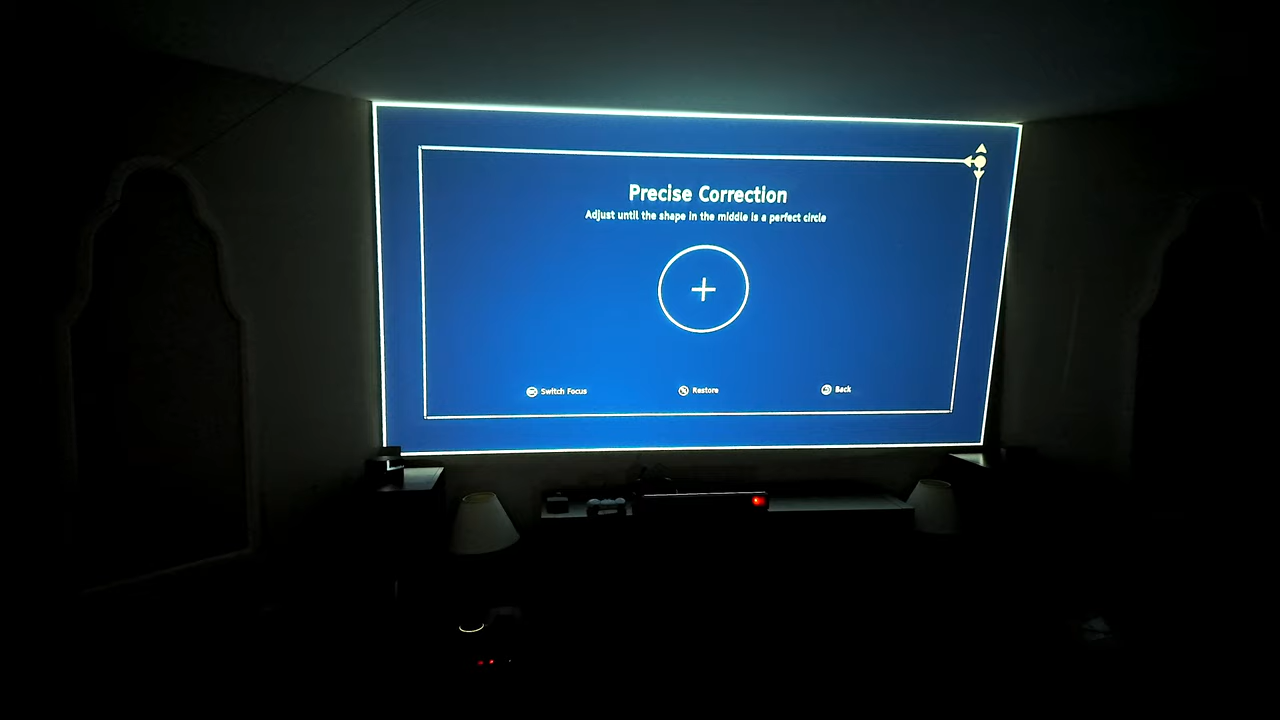 Precise Correction
Adjust until the shape in the middle is a perfect circle
Switch Focus
Restore
Back